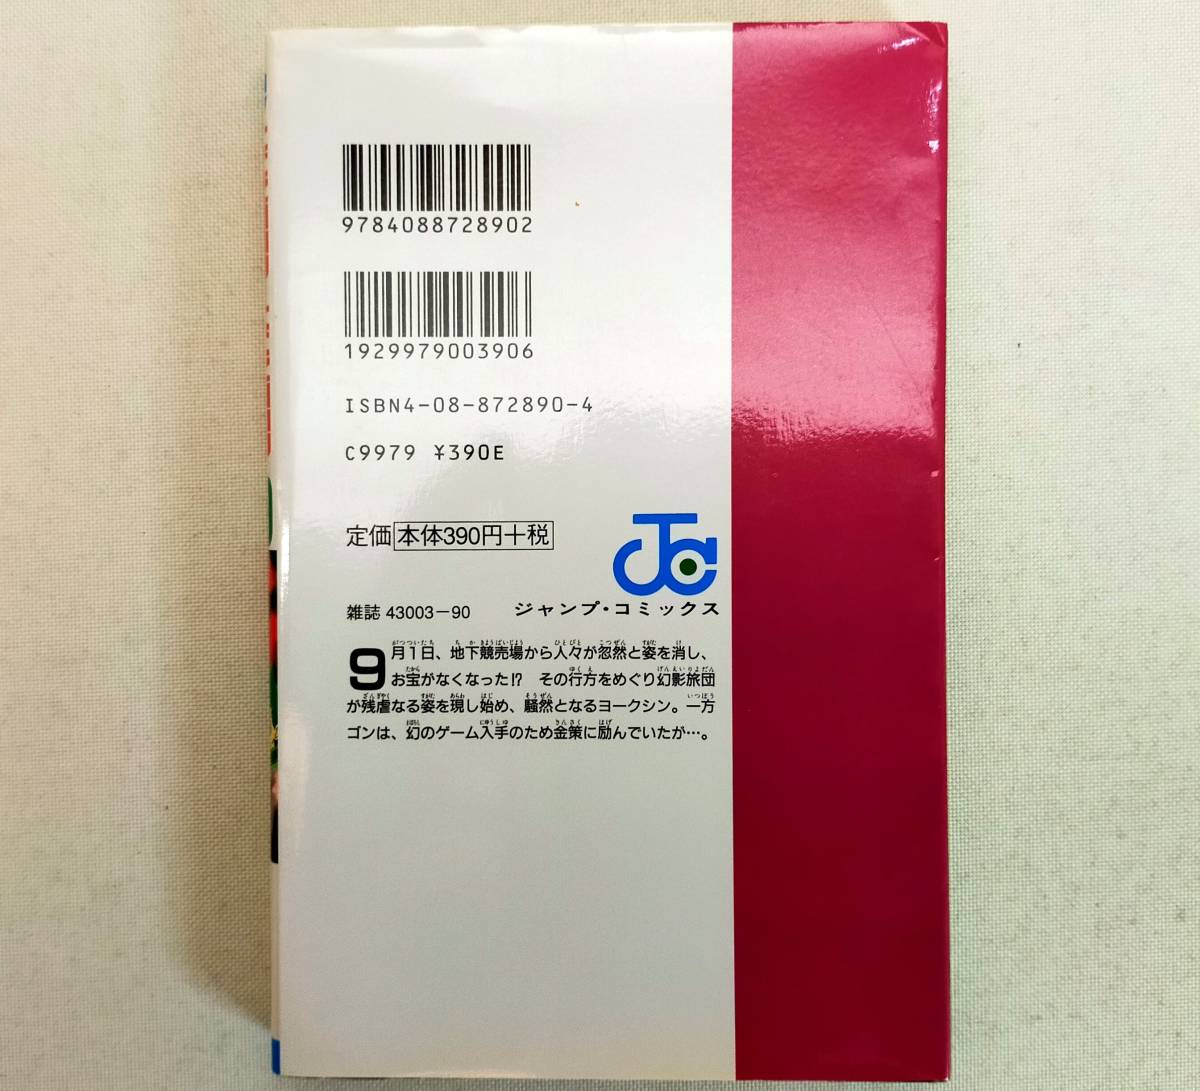 9784088728902
1929979003906
ISBN4-08-872890-4
C9979 ¥390E
定価 本体390円+税
雑誌 43003-90
ジャンプ・コミックス
9月1日、地下競売場から人々が忽然と姿を消し、
お宝がなくなった!? その行方をめぐり幻影旅団
が残虐なる姿を現し始め、騒然となるヨークシン。一方
ゴンは、幻のゲーム入手のため金策に励んでいたが…。